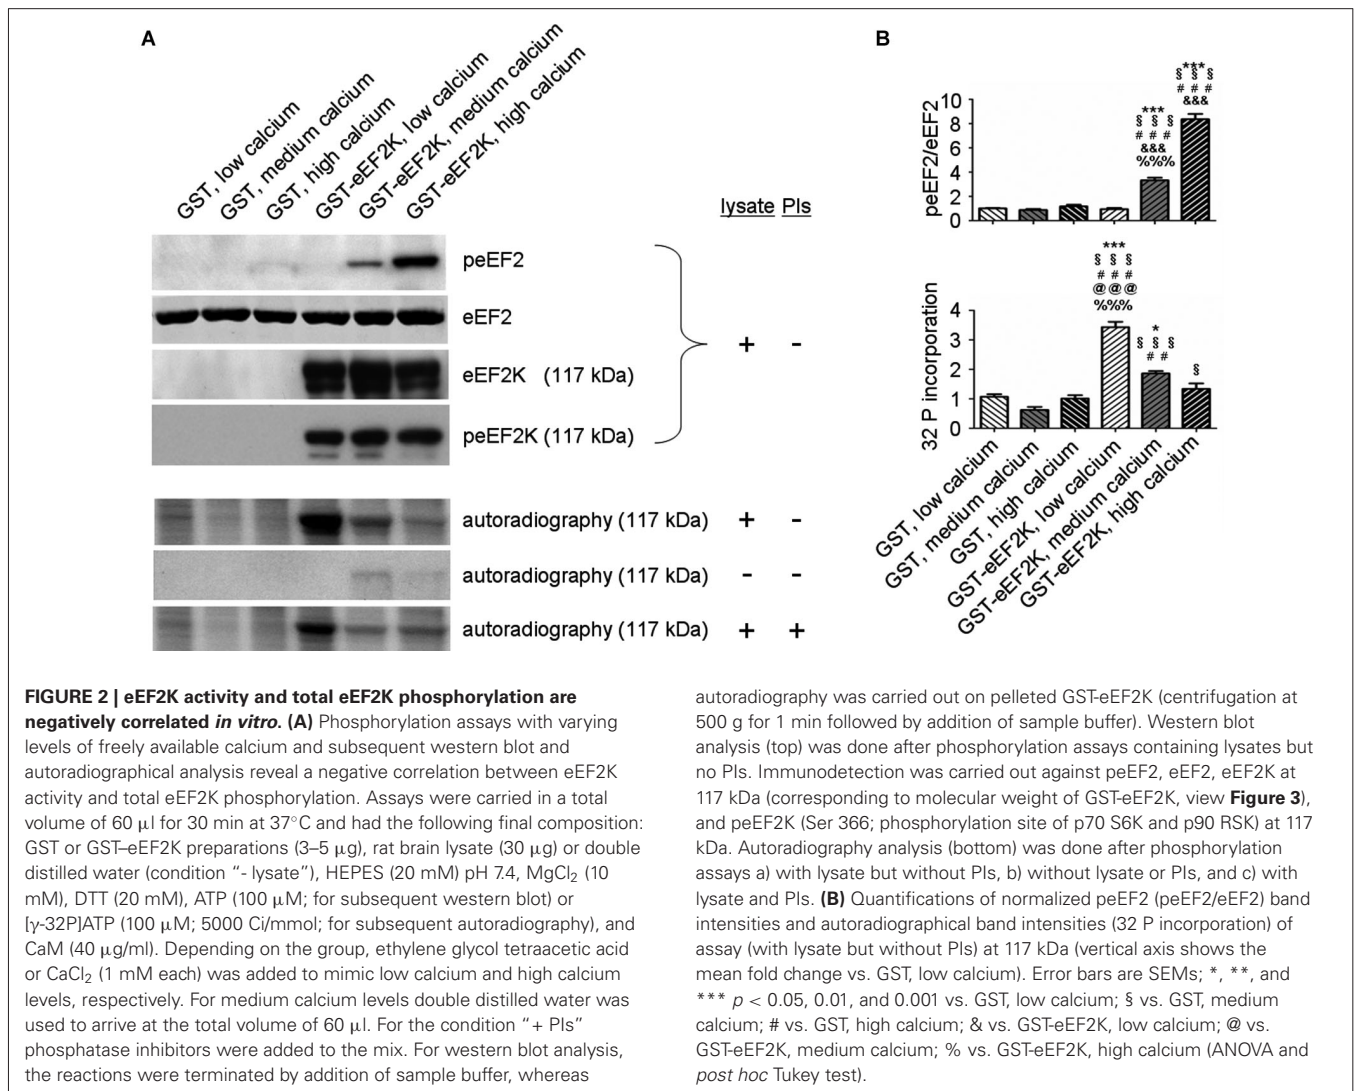 A
GST, low calcium
GST, medium calcium
GST, high calcium
GST-eEF2K, low calcium
GST-eEF2K, medium calcium
GST-eEF2K, high calcium
lysate PIs
peEF2
eEF2
+ -
eEF2K (117 kDa)
peEF2K (117 kDa)
autoradiography (117 kDa) + -
autoradiography (117 kDa) - -
autoradiography (117 kDa) + +
B
***
§ § §
# # #
&&&
***
§ § §
# # #
&&&
%%%
peEF2/eEF2
10
8
6
4
2
0
***
§ § §
# #
@ @ @
%%%
*
§ § §
# #
§
32 P incorporation
4
3
2
1
0
GST, low calcium
GST, medium calcium
GST, high calcium
GST-eEF2K, low calcium
GST-eEF2K, medium calcium
GST-eEF2K, high calcium
FIGURE 2 | eEF2K activity and total eEF2K phosphorylation are
negatively correlated in vitro. (A) Phosphorylation assays with varying
levels of freely available calcium and subsequent western blot and
autoradiographical analysis reveal a negative correlation between eEF2K
activity and total eEF2K phosphorylation. Assays were carried in a total
volume of 60 μl for 30 min at 37°C and had the following final composition:
GST or GST–eEF2K preparations (3–5 μg), rat brain lysate (30 μg) or double
distilled water (condition "- lysate"), HEPES (20 mM) pH 7.4, MgCl2 (10
mM), DTT (20 mM), ATP (100 μM; for subsequent western blot) or
[γ-32P]ATP (100 μM; 5000 Ci/mmol; for subsequent autoradiography), and
CaM (40 μg/ml). Depending on the group, ethylene glycol tetraacetic acid
or CaCl2 (1 mM each) was added to mimic low calcium and high calcium
levels, respectively. For medium calcium levels double distilled water was
used to arrive at the total volume of 60 μl. For the condition "+ PIs"
phosphatase inhibitors were added to the mix. For western blot analysis,
the reactions were terminated by addition of sample buffer, whereas
autoradiography was carried out on pelleted GST-eEF2K (centrifugation at
500 g for 1 min followed by addition of sample buffer). Western blot
analysis (top) was done after phosphorylation assays containing lysates but
no PIs. Immunodetection was carried out against peEF2, eEF2, eEF2K at
117 kDa (corresponding to molecular weight of GST-eEF2K, view Figure 3),
and peEF2K (Ser 366; phosphorylation site of p70 S6K and p90 RSK) at 117
kDa. Autoradiography analysis (bottom) was done after phosphorylation
assays a) with lysate but without PIs, b) without lysate or PIs, and c) with
lysate and PIs. (B) Quantifications of normalized peEF2 (peEF2/eEF2) band
intensities and autoradiographical band intensities (32 P incorporation) of
assay (with lysate but without PIs) at 117 kDa (vertical axis shows the
mean fold change vs. GST, low calcium). Error bars are SEMs; *, **, and
*** p < 0.05, 0.01, and 0.001 vs. GST, low calcium; § vs. GST, medium
calcium; # vs. GST, high calcium; & vs. GST-eEF2K, low calcium; @ vs.
GST-eEF2K, medium calcium; % vs. GST-eEF2K, high calcium (ANOVA and
post hoc Tukey test).